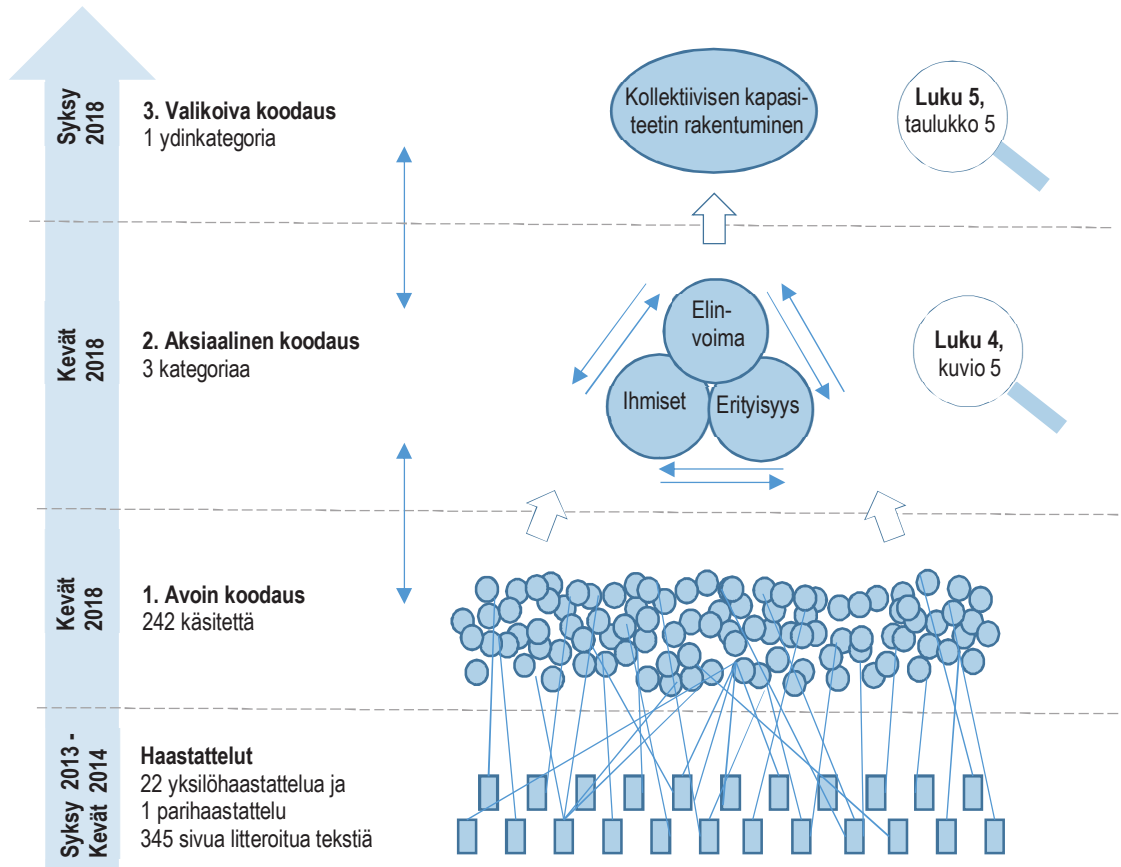 Syksy
2018
3. Valikoiva koodaus
1 ydinkategoria
Kollektiivisen kapasi-
teetin rakentuminen
Luku 5,
taulukko 5
Kevät
2018
2. Aksiaalinen koodaus
3 kategoriaa
Elin-
voima
Ihmiset
Erityisyys
Luku 4,
kuvio 5
Kevät
2018
1. Avoin koodaus
242 käsitettä
Syksy 2013 -
Kevät 2014
Haastattelut
22 yksilöhaastattelua ja
1 parihaastattelu
345 sivua litteroitua tekstiä